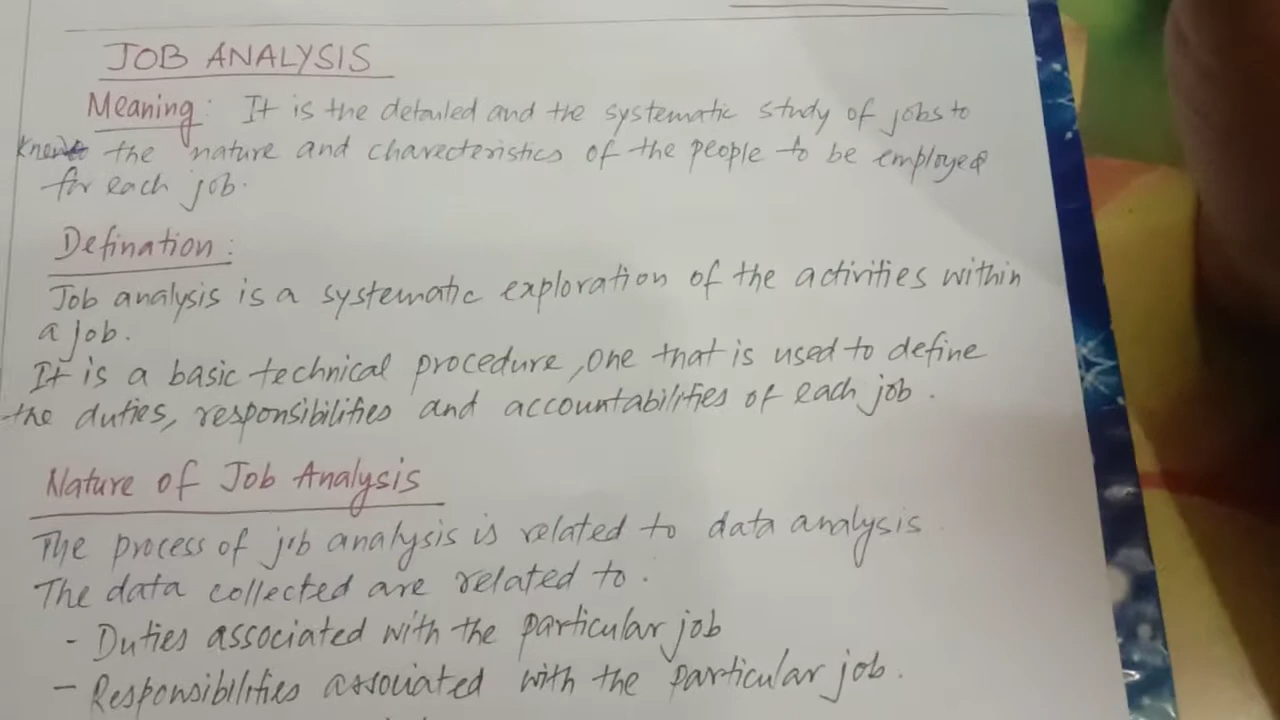 JOB ANALYSIS
Meaning: It is the detailed and the systematic study of jobs to
know the nature and charecteristics of the people to be employed
for each job.
Defination:
Job analysis is a systematic exploration of the activities within
a job.
It is a basic technical procedure, one that is used to define
the duties, responsibilities and accountabilities of each job.
Nature of Job Analysis
The process of job analysis is related to data analysis
The data collected are related to.
- Duties associated with the particular job
- Responsibilities associated with the particular job.